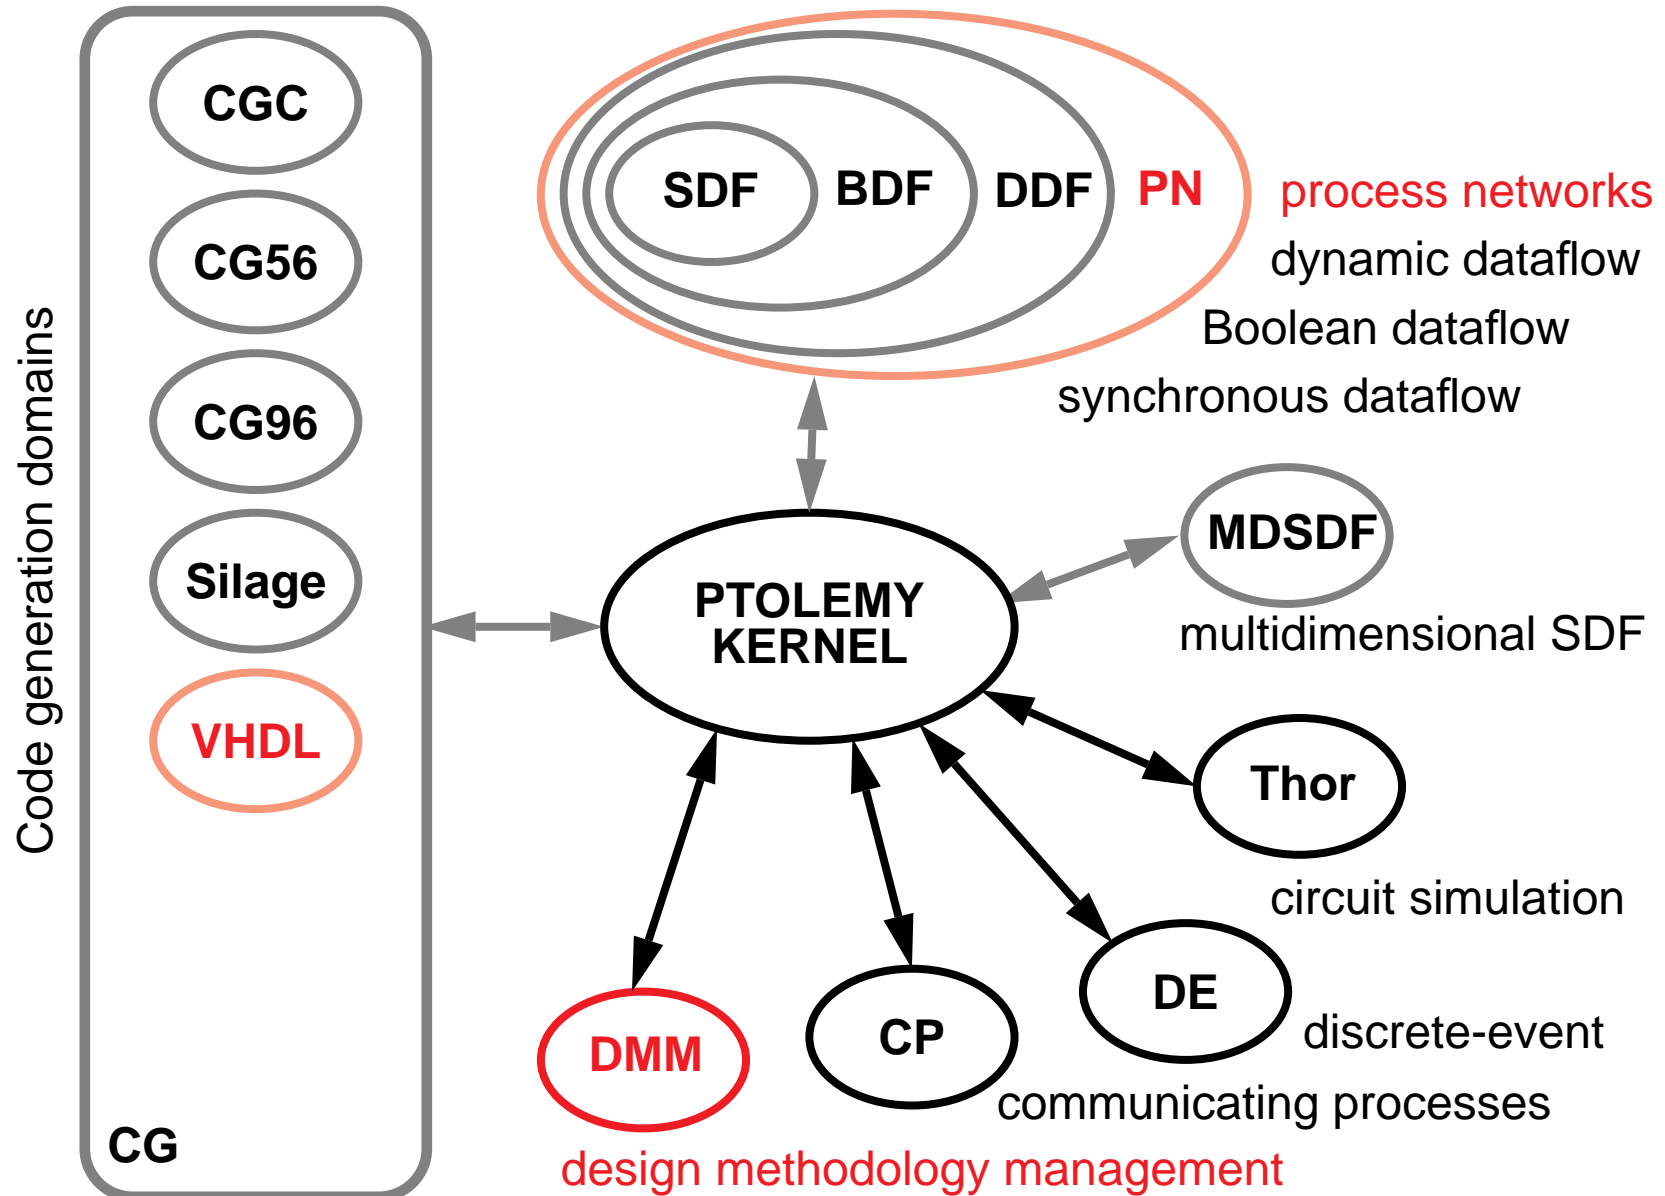 Code generation domains
CGC
CG56
CG96
Silage
VHDL
CG
SDF BDF DDF PN
process networks
dynamic dataflow
Boolean dataflow
synchronous dataflow
PTOLEMY
KERNEL
MDSDF
multidimensional SDF
Thor
circuit simulation
DE
discrete-event
CP
communicating processes
DMM
design methodology management